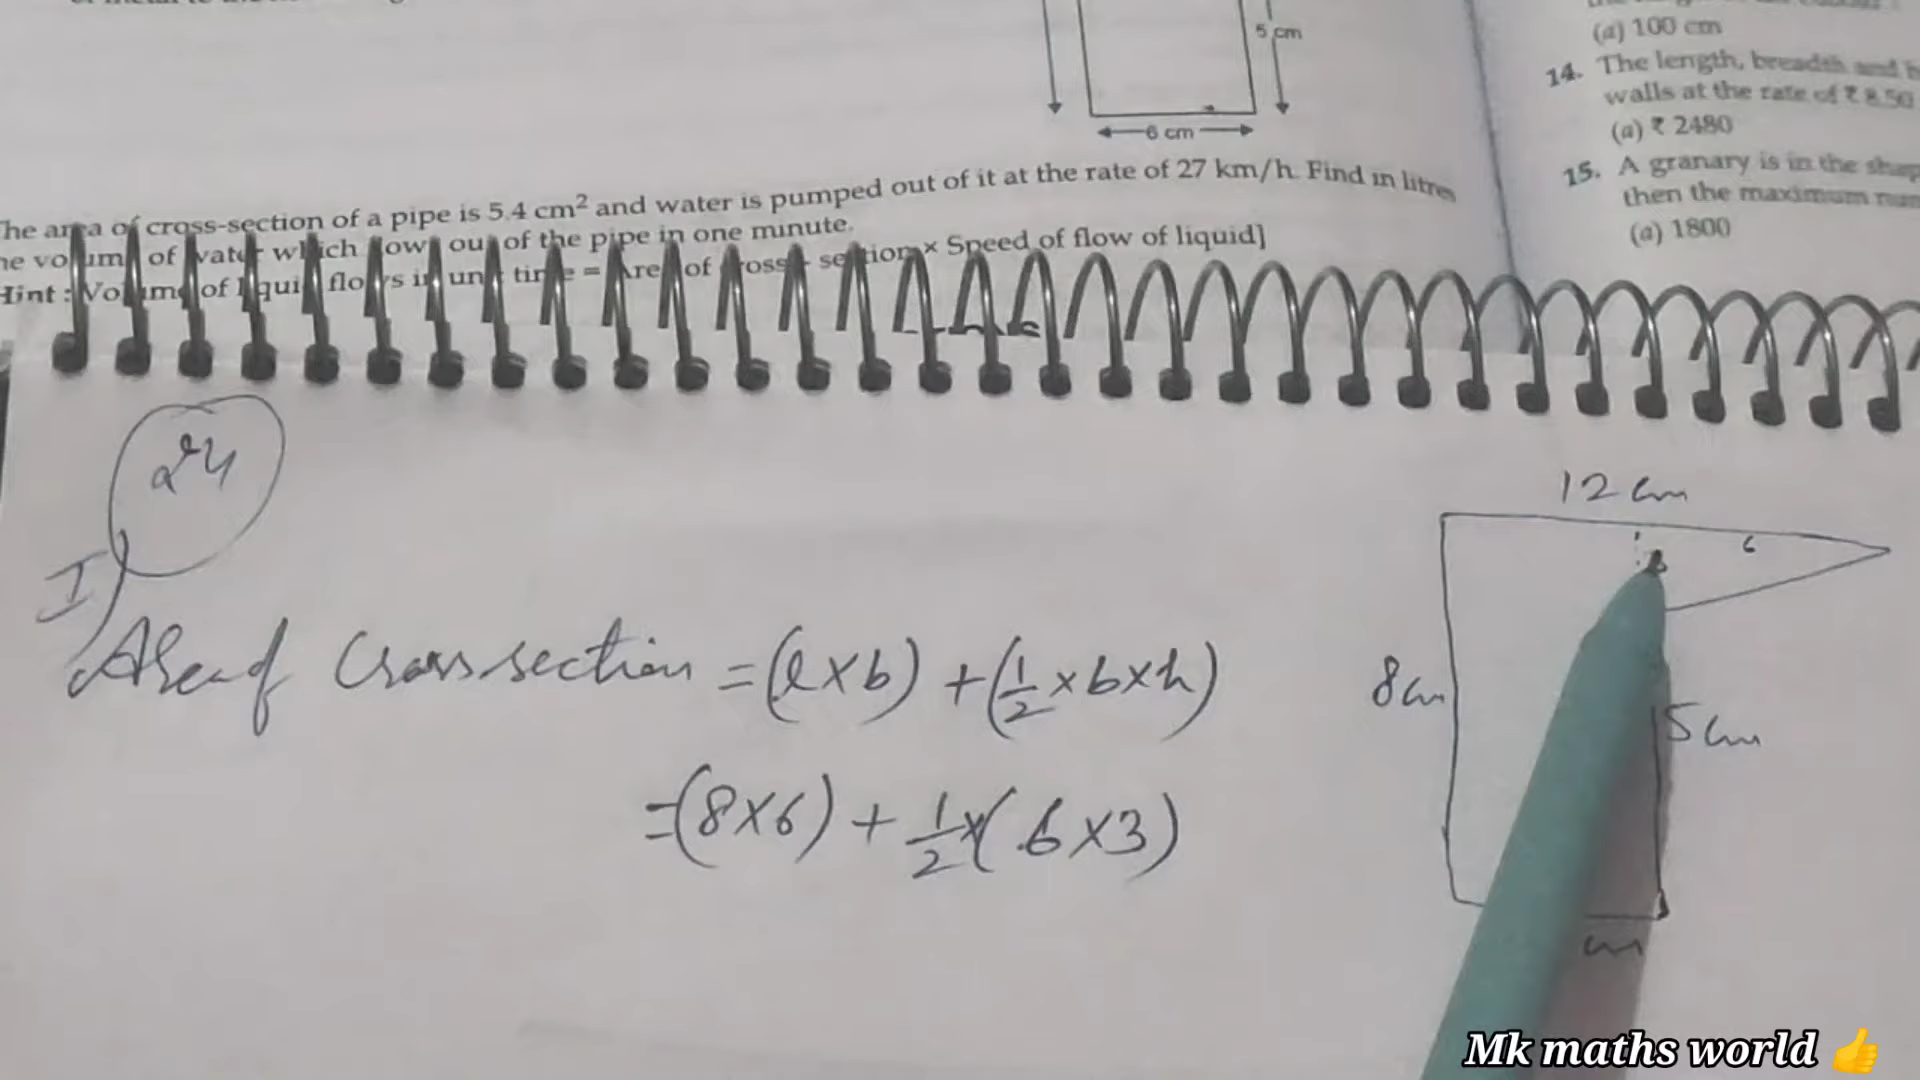 5 cm
6 cm
The area of cross-section of a pipe is 5.4 cm² and water is pumped out of it at the rate of 27 km/h. Find in litres
he volume of water which flows out of the pipe in one minute.
Hint : Volume of liquid flows in unit time = Area of cross - section × Speed of flow of liquid]
(a) 100 cm
14. The length, breadth and
walls at the rate of ₹ 8.50
(a) ₹ 2480
15. A granary is in the
then the maximum
(a) 1800
24
I
Area of Cross section = (l×b) + (1/2 ×b×h)
= (8×6) + 1/2 × (6×3)
12 cm
6
8 cm
5 cm
cm
Mk maths world 👍